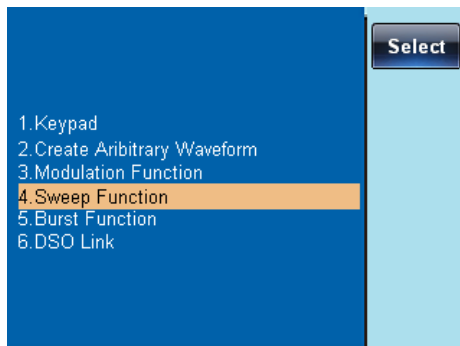 Select
1.Keypad
2.Create Aribitrary Waveform
3.Modulation Function
4.Sweep Function
5.Burst Function
6.DSO Link